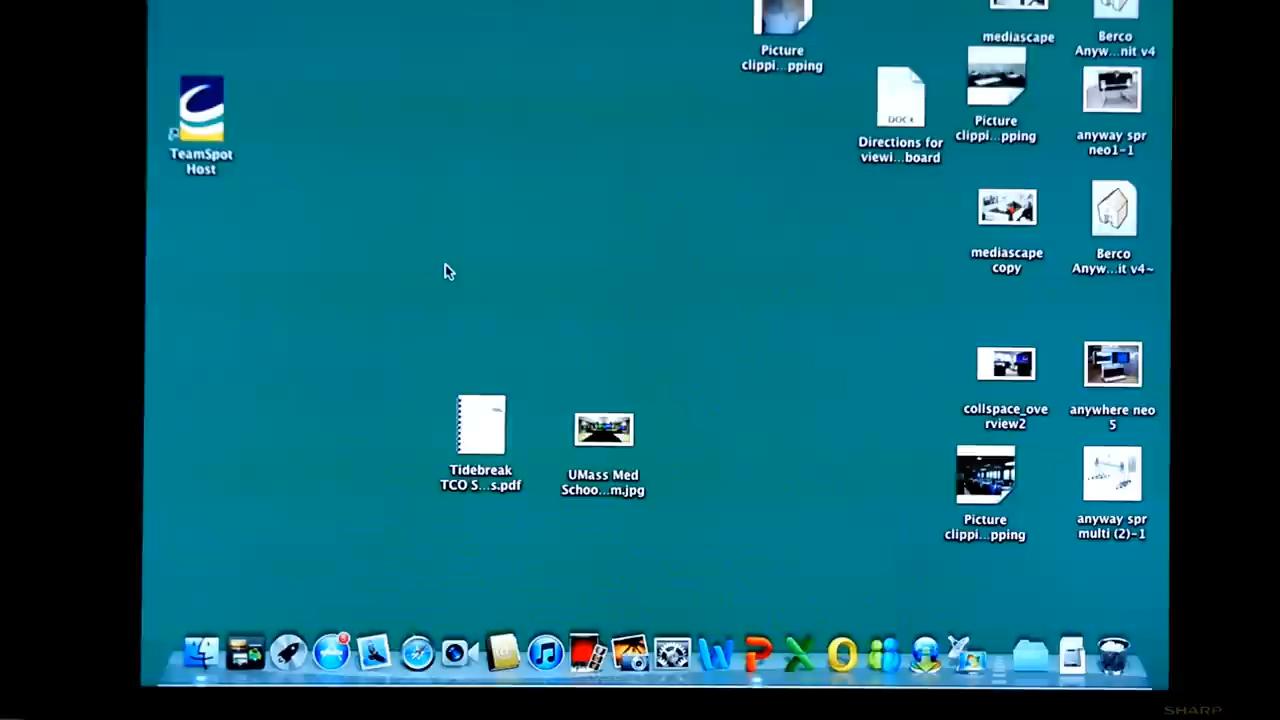 mediascape
Berco
Anyw...nit v4
Picture
clippi...pping
DOCX
Directions for
viewi...board
Picture
clippi...pping
anyway spr
neo1-1
TeamSpot
Host
mediascape
copy
Berco
Anyw...it v4~
collspace_ove
rview2
anywhere neo
5
Tidebreak
TCO S...s.pdf
UMass Med
Schoo...m.jpg
Picture
clippi...pping
anyway spr
multi (2)-1
SHARP